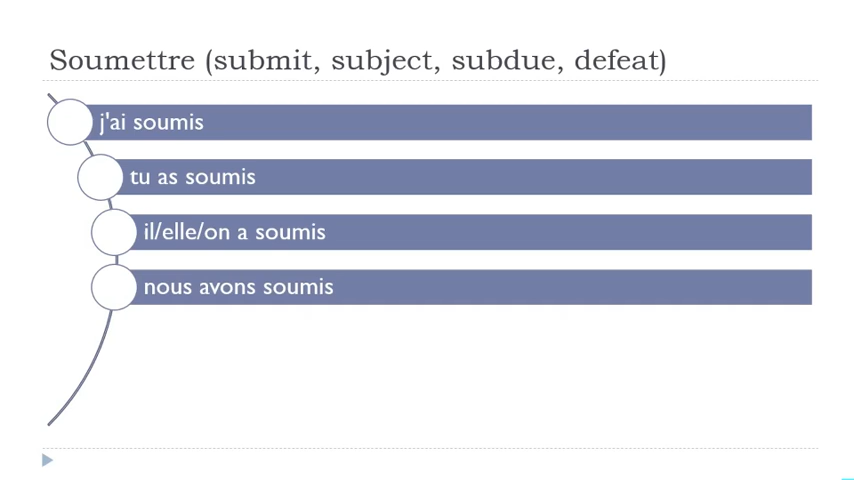 Soumettre (submit, subject, subdue, defeat)
j'ai soumis
tu as soumis
il/elle/on a soumis
nous avons soumis